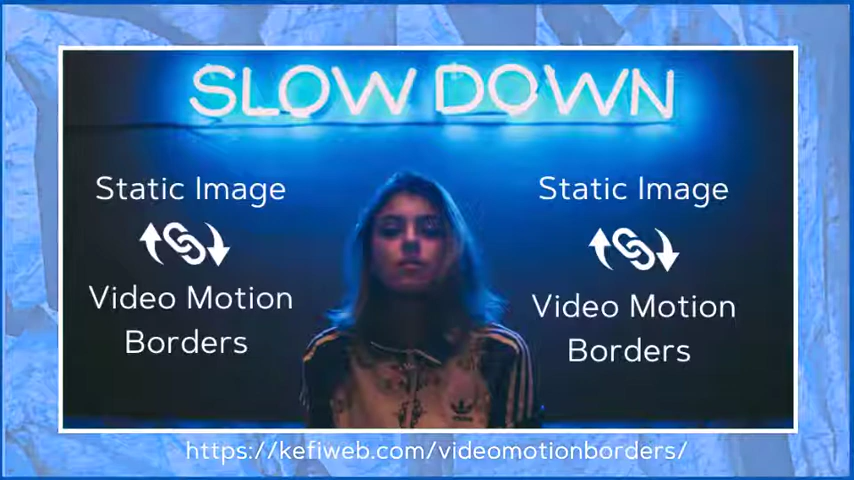 SLOW DOWN
Static Image
Video Motion
Borders
Static Image
Video Motion
Borders
https://kefiweb.com/videomotionborders/